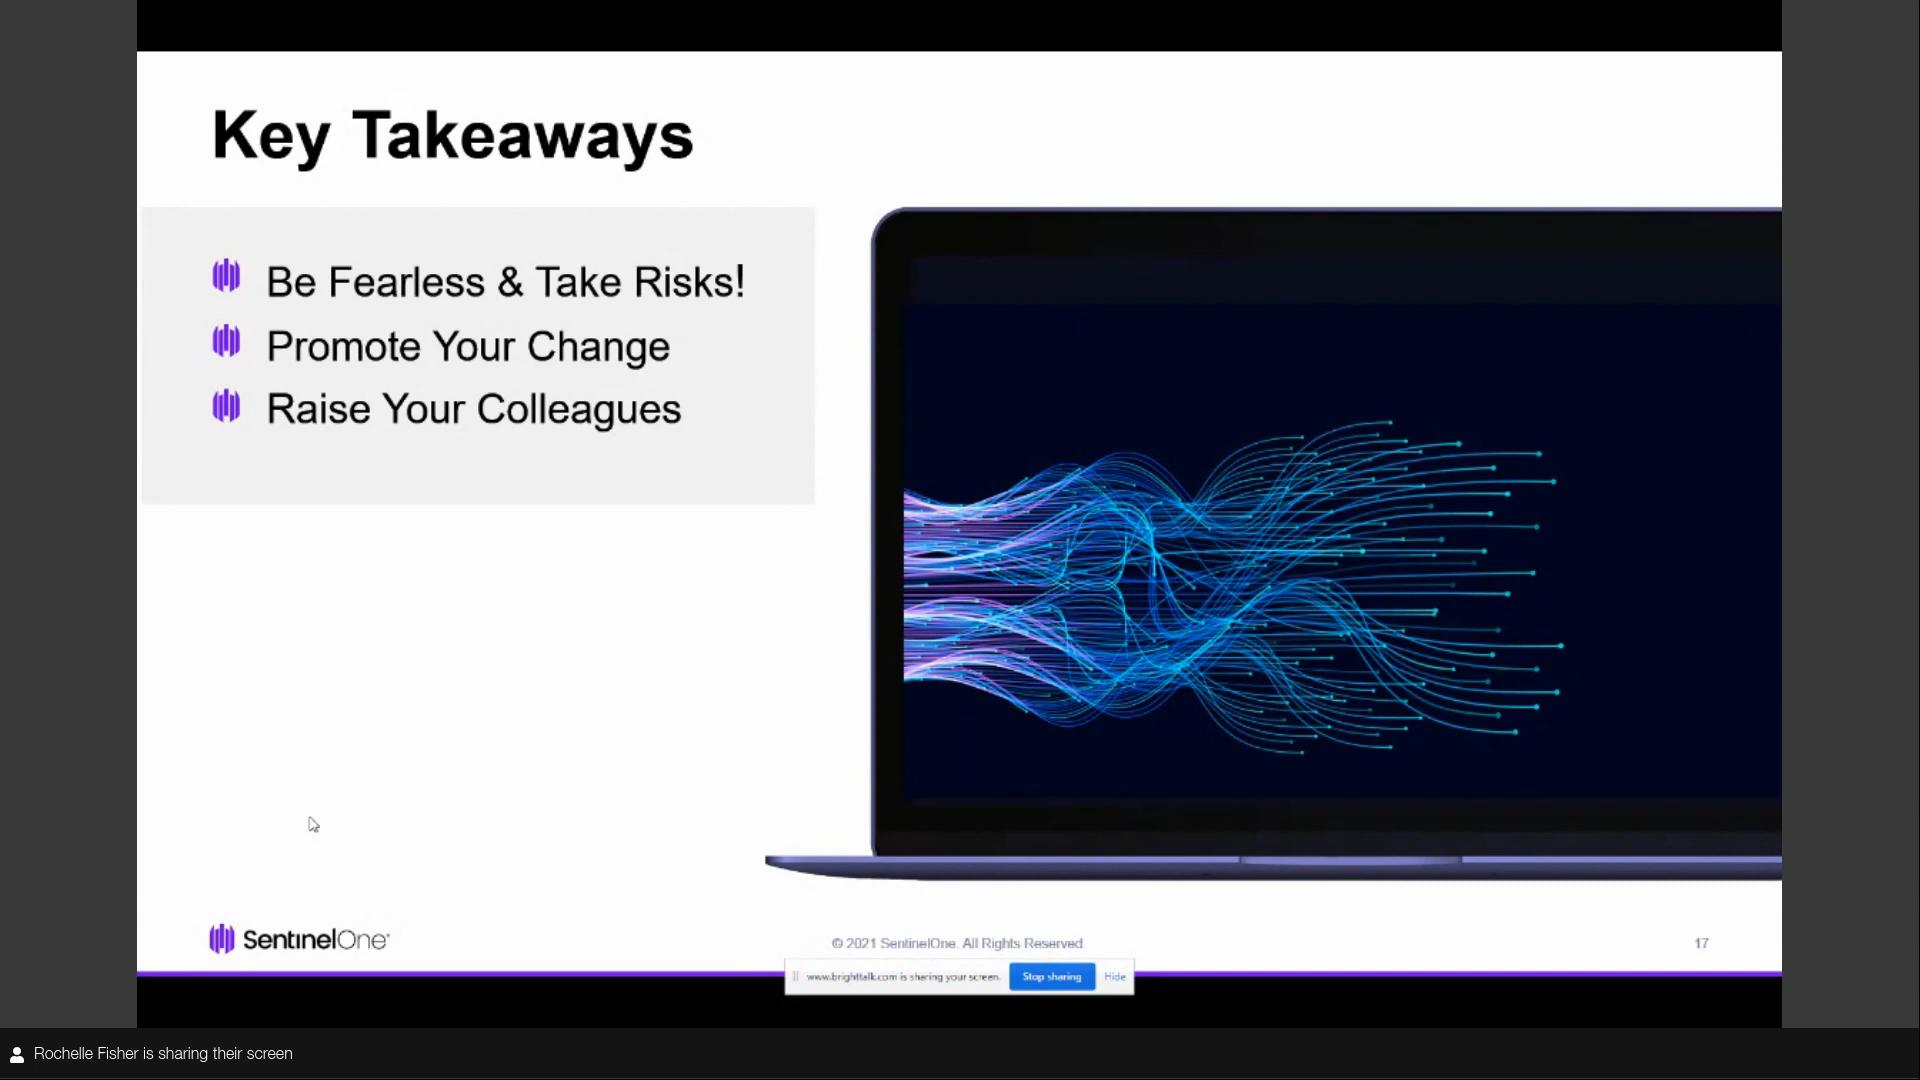 Key Takeaways
Be Fearless & Take Risks!
Promote Your Change
Raise Your Colleagues
SentinelOne
© 2021 SentinelOne. All Rights Reserved.
17
www.brighttalk.com is sharing your screen.
Stop sharing
Hide
Rochelle Fisher is sharing their screen